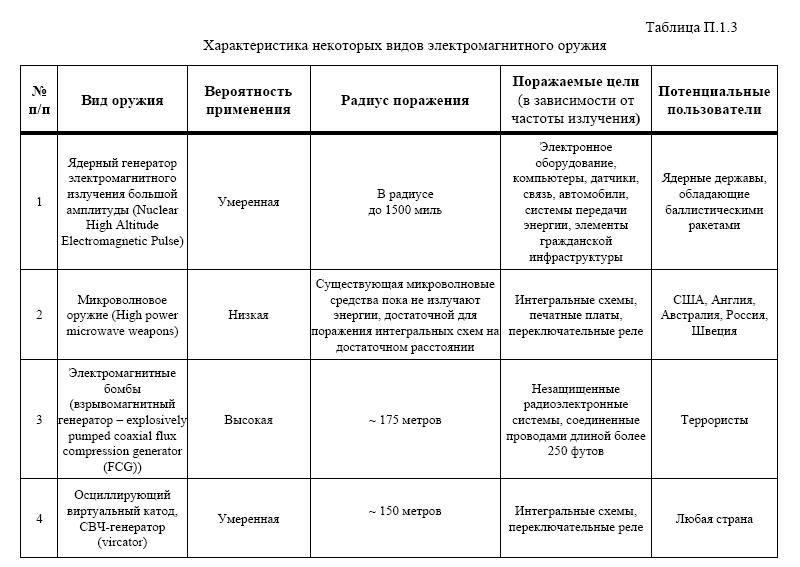 Таблица П.1.3
Характеристика некоторых видов электромагнитного оружия
№
п/п
Вид оружия
Вероятность
применения
Радиус поражения
Поражаемые цели
(в зависимости от
частоты излучения)
Потенциальные
пользователи
1
Ядерный генератор
электромагнитного
излучения большой
амплитуды (Nuclear
High Altitude
Electromagnetic Pulse)
Умеренная
В радиусе
до 1500 миль
Электронное
оборудование,
компьютеры, датчики,
связь, автомобили,
системы передачи
энергии, элементы
гражданской
инфраструктуры
Ядерные державы,
обладающие
баллистическими
ракетами
2
Микроволновое
оружие (High power
microwave weapons)
Низкая
Существующая микроволновые
средства пока не излучают
энергии, достаточной для
поражения интегральных схем на
достаточном расстоянии
Интегральные схемы,
печатные платы,
переключательные реле
США, Англия,
Австралия, Россия,
Швеция
3
Электромагнитные
бомбы
(взрывомагнитный
генератор – explosively
pumped coaxial flux
compression generator
(FCG))
Высокая
~ 175 метров
Незащищенные
радиоэлектронные
системы, соединенные
проводами длиной более
250 футов
Террористы
4
Осциллирующий
виртуальный катод,
СВЧ-генератор
(vircator)
Умеренная
~ 150 метров
Интегральные схемы,
переключательные реле
Любая страна